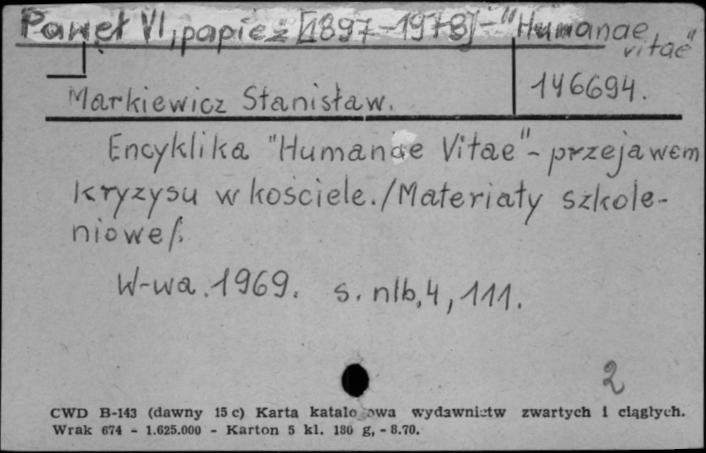 Paweł VI, papież [1897-1978] - "Humanae vitae"
Markiewicz Stanisław.
146694.
Encyklika "Humanae Vitae" - przejawem
kryzysu w kosciele. /Materiały szkole-
niowe/.
W-wa. 1969. s. nlb, 4, 111.
2
CWD B-143 (dawny 15 c) Karta katalo owa wydawnictw zwartych i ciągłych.
Wrak 674 - 1.625.000 - Karton 5 kl. 180 g, - 8.70.